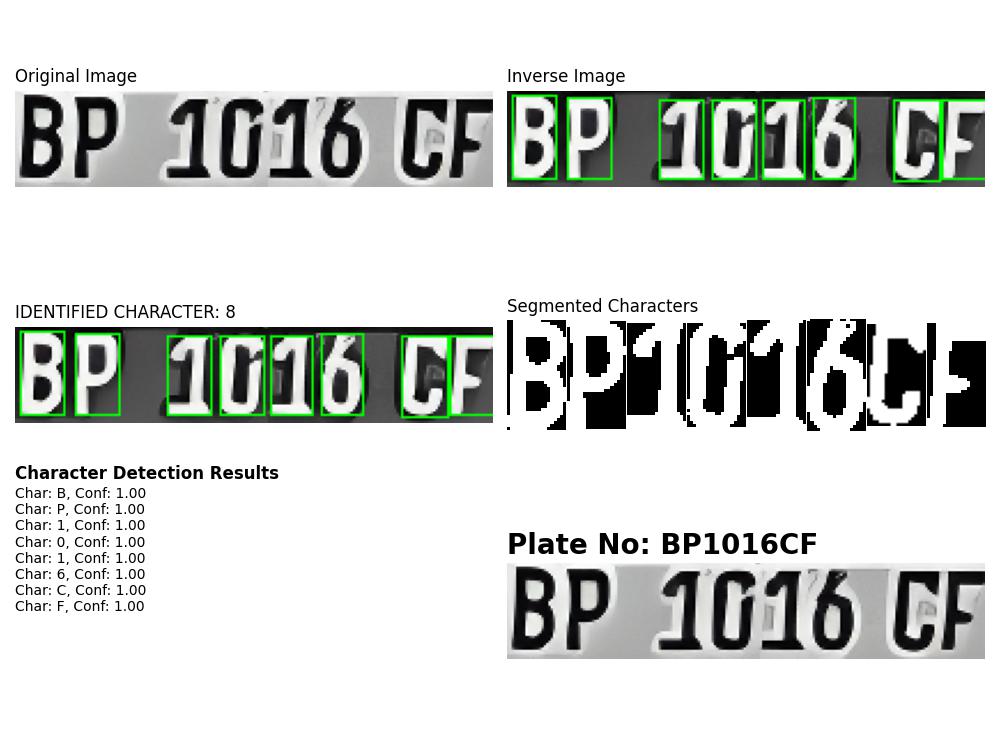 Original Image
BP 1016 CF
Inverse Image
BP 1016 CF
IDENTIFIED CHARACTER: 8
BP 1016 CF
Segmented Characters
BP1016CF
Character Detection Results
Char: B, Conf: 1.00
Char: P, Conf: 1.00
Char: 1, Conf: 1.00
Char: 0, Conf: 1.00
Char: 1, Conf: 1.00
Char: 6, Conf: 1.00
Char: C, Conf: 1.00
Char: F, Conf: 1.00
Plate No: BP1016CF
BP 1016 CF